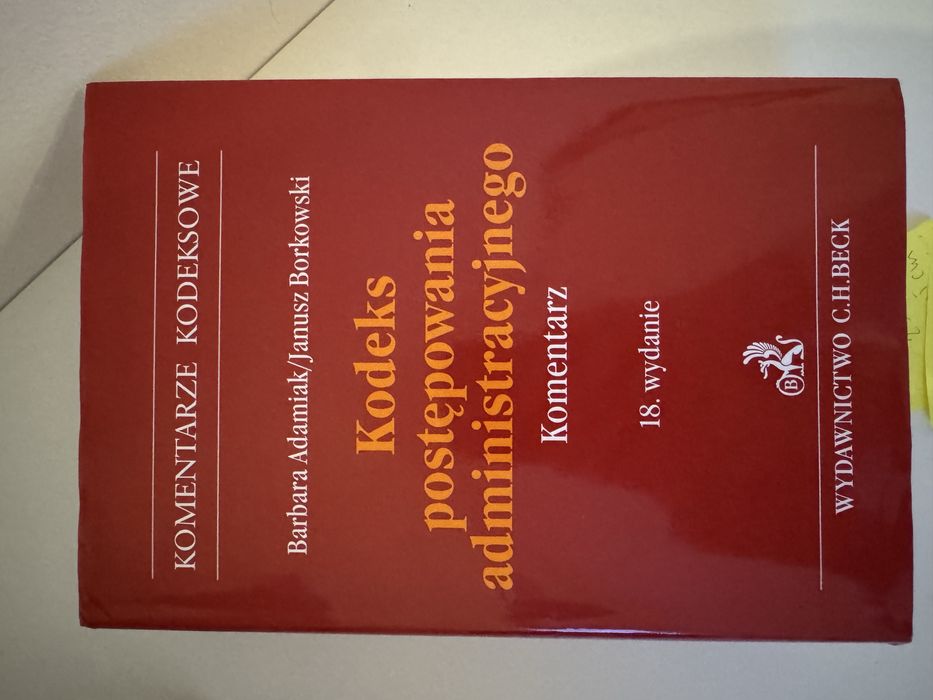 KOMENTARZE KODEKSOWE
Barbara Adamiak/Janusz Borkowski
Kodeks
postępowania
administracyjnego
Komentarz
18. wydanie
B
WYDAWNICTWO C.H.BECK